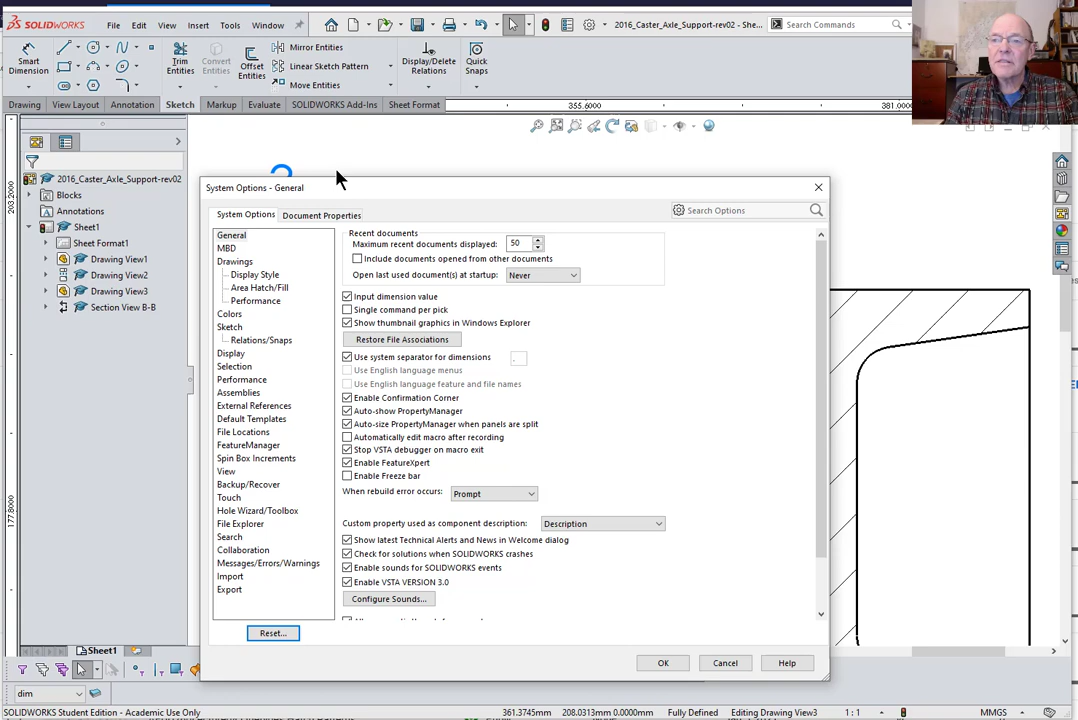 SOLIDWORKS File Edit View Insert Tools Window 2016_Caster_Axle_Support-rev02 - She... Search Commands
Smart Dimension Trim Entities Convert Entities Offset Entities Mirror Entities Linear Sketch Pattern Move Entities Display/Delete Relations Quick Snaps
Drawing View Layout Annotation Sketch Markup Evaluate SOLIDWORKS Add-Ins Sheet Format
355.6000 381.0000
203.2000
177.8000
2016_Caster_Axle_Support-rev02
Blocks
Annotations
Sheet1
Sheet Format1
Drawing View1
Drawing View2
Drawing View3
Section View B-B
System Options - General
System Options Document Properties Search Options
General
MBD
Drawings
Display Style
Area Hatch/Fill
Performance
Colors
Sketch
Relations/Snaps
Display
Selection
Performance
Assemblies
External References
Default Templates
File Locations
FeatureManager
Spin Box Increments
View
Backup/Recover
Touch
Hole Wizard/Toolbox
File Explorer
Search
Collaboration
Messages/Errors/Warnings
Import
Export
Reset...
Recent documents
Maximum recent documents displayed: 50
Include documents opened from other documents
Open last used document(s) at startup: Never
Input dimension value
Single command per pick
Show thumbnail graphics in Windows Explorer
Restore File Associations
Use system separator for dimensions .
Use English language menus
Use English language feature and file names
Enable Confirmation Corner
Auto-show PropertyManager
Auto-size PropertyManager when panels are split
Automatically edit macro after recording
Stop VSTA debugger on macro exit
Enable FeatureXpert
Enable Freeze bar
When rebuild error occurs: Prompt
Custom property used as component description: Description
Show latest Technical Alerts and News in Welcome dialog
Check for solutions when SOLIDWORKS crashes
Enable sounds for SOLIDWORKS events
Enable VSTA VERSION 3.0
Configure Sounds...
OK Cancel Help
Sheet1
dim
SOLIDWORKS Student Edition - Academic Use Only 361.3745mm 208.0313mm 0.0000mm Fully Defined Editing Drawing View3 1 : 1 MMGS